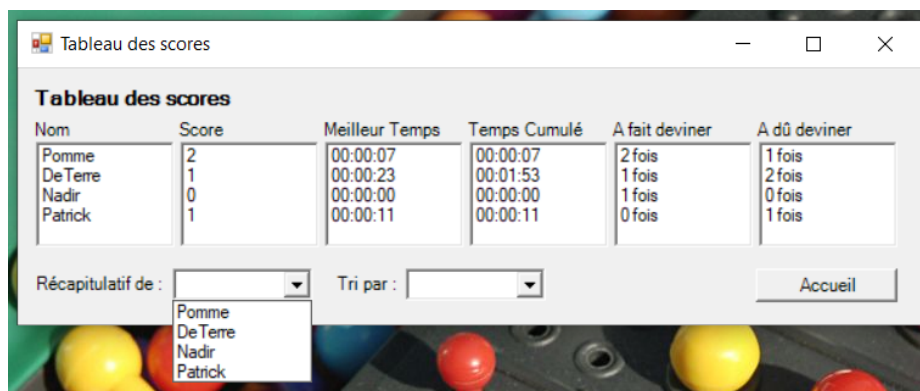 Tableau des scores
Tableau des scores
Nom Score Meilleur Temps Temps Cumulé A fait deviner A dû deviner
Pomme 2 00:00:07 00:00:07 2 fois 1 fois
DeTerre 1 00:00:23 00:01:53 1 fois 2 fois
Nadir 0 00:00:00 00:00:00 1 fois 0 fois
Patrick 1 00:00:11 00:00:11 0 fois 1 fois
Récapitulatif de : Tri par : Accueil
Pomme
DeTerre
Nadir
Patrick